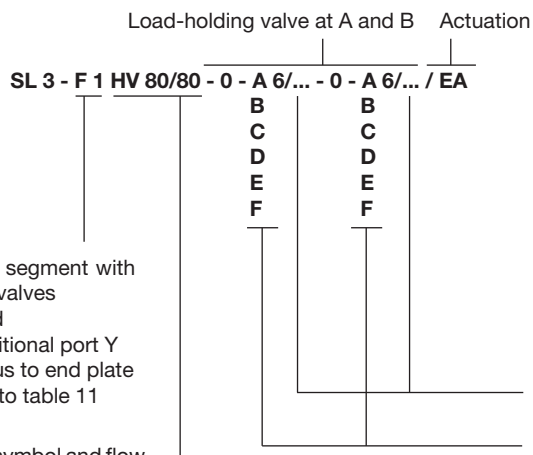 Load-holding valve at A and B Actuation
SL 3 - F 1 HV 80/80 - 0 - A 6/... - 0 - A 6/... / EA
B B
C C
D D
E E
F F
segment with
valves
itional port Y
us to end plate
to table 11
symbol and flow